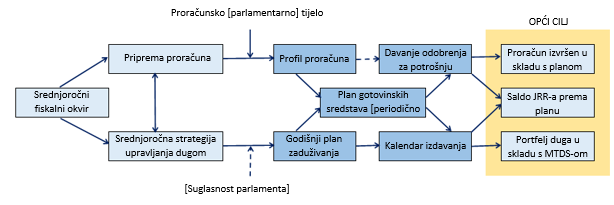 OPĆI CILJ
Proračunsko [parlamentarno] tijelo
Priprema proračuna
Profil proračuna
Davanje odobrenja
za potrošnju
Proračun izvršen u
skladu s planom
Srednjoročni
fiskalni okvir
Plan gotovinskih
sredstava [periodično
Saldo JRR-a prema
planu
Srednjoročna strategija
upravljanja dugom
Godišnji plan
zaduživanja
Kalendar izdavanja
Portfelj duga u
skladu s MTDS-om
[Suglasnost parlamenta]